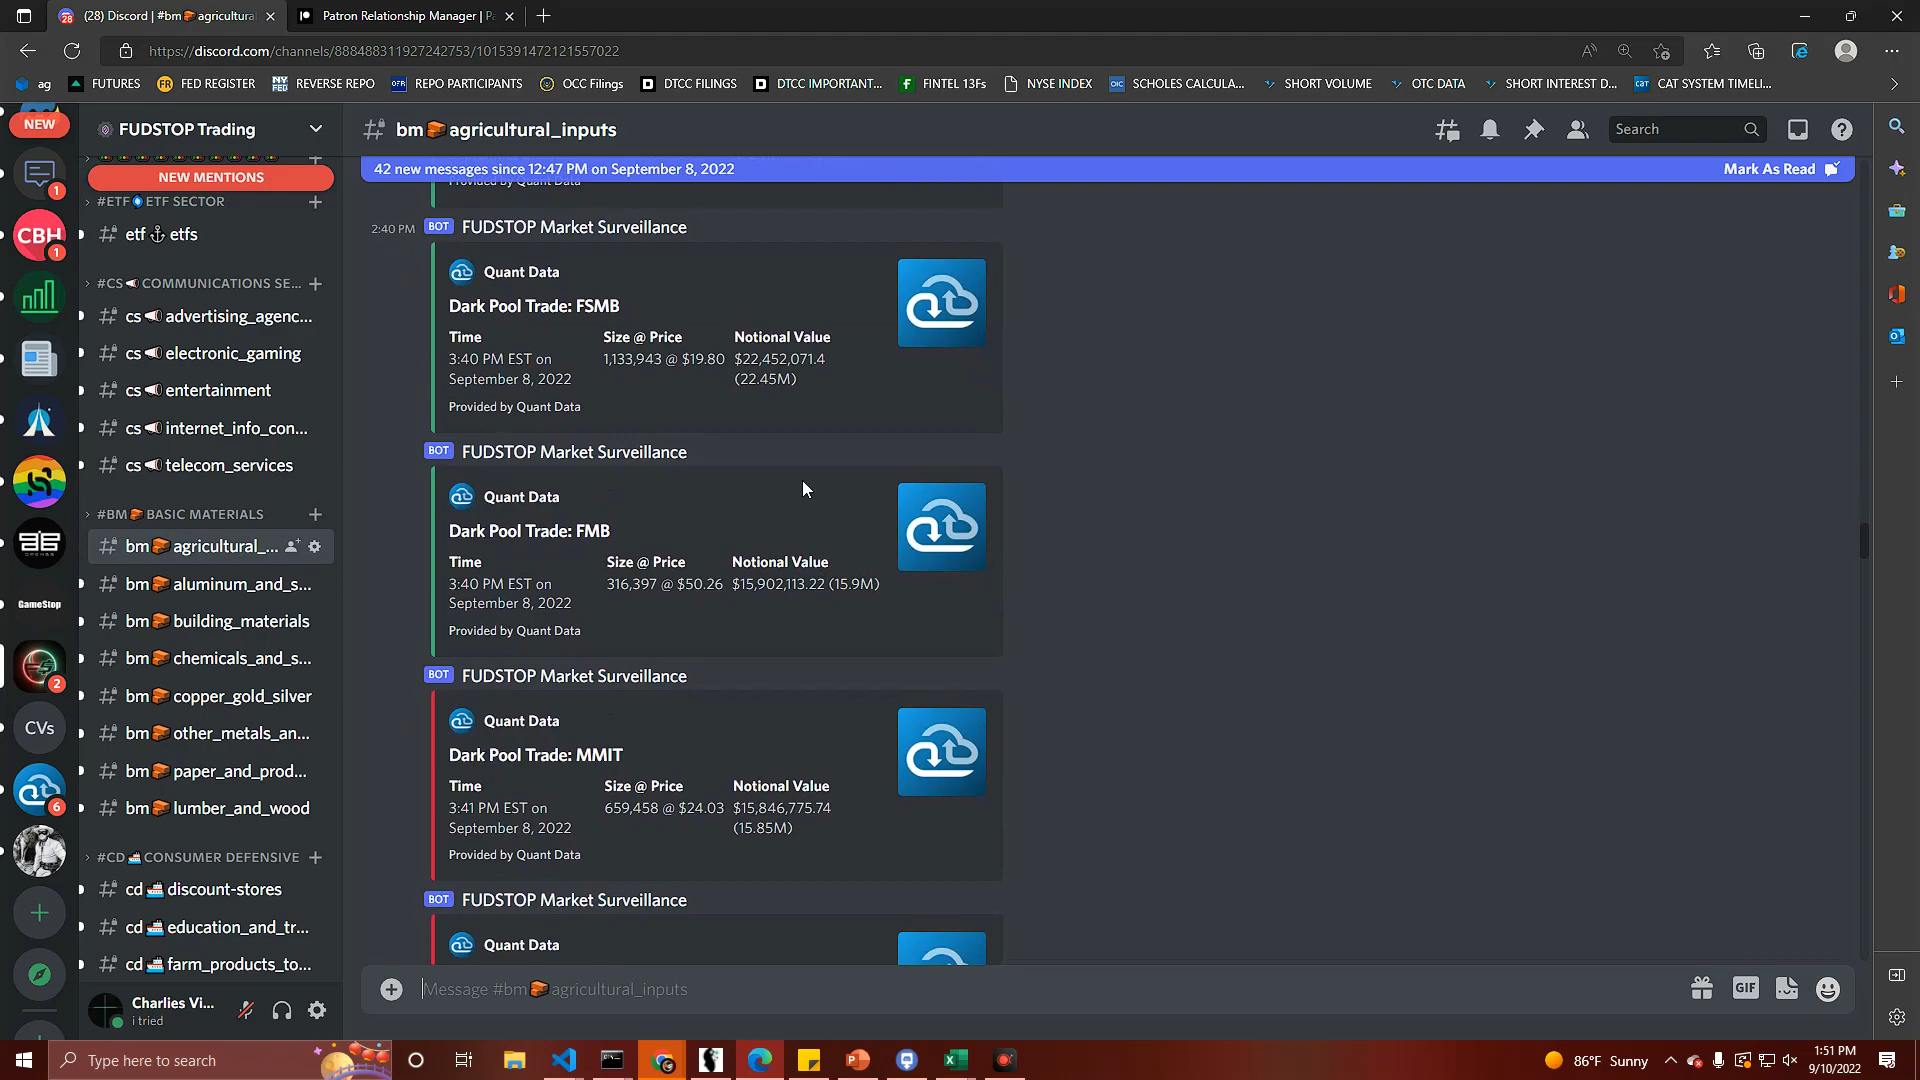 (28) Discord | #bm agricultural
Patron Relationship Manager | Pa
https://discord.com/channels/888488311927242753/1015391472121557022
ag
FUTURES
FED REGISTER
REVERSE REPO
REPO PARTICIPANTS
OCC Filings
DTCC FILINGS
DTCC IMPORTANT...
FINTEL 13Fs
NYSE INDEX
SCHOLES CALCULA...
SHORT VOLUME
OTC DATA
SHORT INTEREST D...
CAT SYSTEM TIMELI...
NEW
FUDSTOP Trading
bm agricultural_inputs
Search
NEW MENTIONS
42 new messages since 12:47 PM on September 8, 2022
Mark As Read
#ETF ETF SECTOR
etf etfs
#CS COMMUNICATIONS SE...
cs advertising_agenc...
cs electronic_gaming
cs entertainment
cs internet_info_con...
cs telecom_services
#BM BASIC MATERIALS
bm agricultural_...
bm aluminum_and_s...
bm building_materials
bm chemicals_and_s...
bm copper_gold_silver
bm other_metals_an...
bm paper_and_prod...
bm lumber_and_wood
#CD CONSUMER DEFENSIVE
cd discount-stores
cd education_and_tr...
cd farm_products_to...
1
CBH
1
GameStop
2
CVs
6
Charlies Vi...
i tried
Provided by Quant Data
2:40 PM BOT FUDSTOP Market Surveillance
Quant Data
Dark Pool Trade: FSMB
Time Size @ Price Notional Value
3:40 PM EST on 1,133,943 @ $19.80 $22,452,071.4
September 8, 2022 (22.45M)
Provided by Quant Data
BOT FUDSTOP Market Surveillance
Quant Data
Dark Pool Trade: FMB
Time Size @ Price Notional Value
3:40 PM EST on 316,397 @ $50.26 $15,902,113.22 (15.9M)
September 8, 2022
Provided by Quant Data
BOT FUDSTOP Market Surveillance
Quant Data
Dark Pool Trade: MMIT
Time Size @ Price Notional Value
3:41 PM EST on 659,458 @ $24.03 $15,846,775.74
September 8, 2022 (15.85M)
Provided by Quant Data
BOT FUDSTOP Market Surveillance
Quant Data
Message #bm agricultural_inputs
GIF
Type here to search
86°F Sunny
1:51 PM
9/10/2022